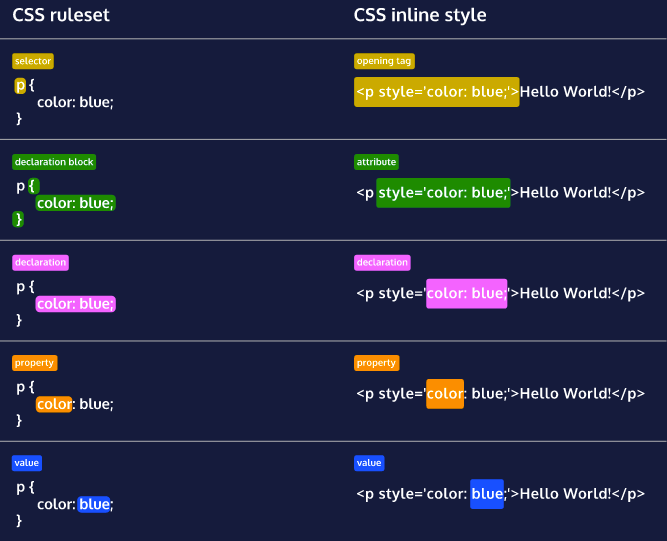 CSS ruleset
CSS inline style
selector
p {
color: blue;
}
opening tag
<p style='color: blue;'>Hello World!</p>
declaration block
p {
color: blue;
}
attribute
<p style='color: blue;'>Hello World!</p>
declaration
p {
color: blue;
}
declaration
<p style='color: blue;'>Hello World!</p>
property
p {
color: blue;
}
property
<p style='color: blue;'>Hello World!</p>
value
p {
color: blue;
}
value
<p style='color: blue;'>Hello World!</p>